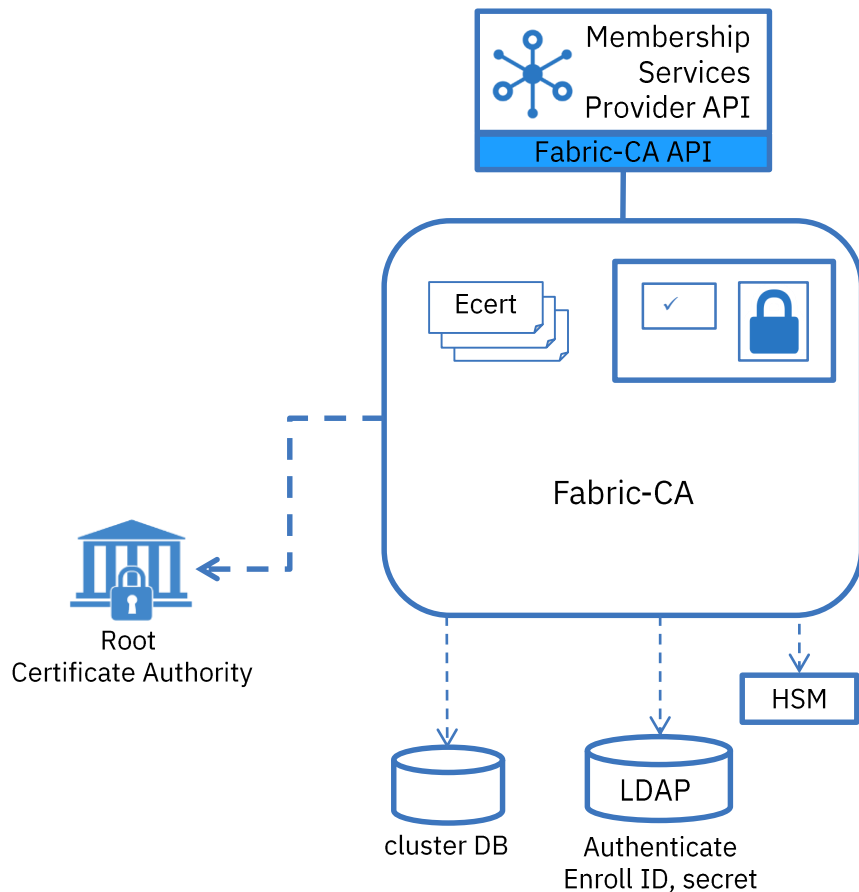 Membership
Services
Provider API
Fabric-CA API
Ecert
✓
Fabric-CA
Root
Certificate Authority
HSM
cluster DB
LDAP
Authenticate
Enroll ID, secret